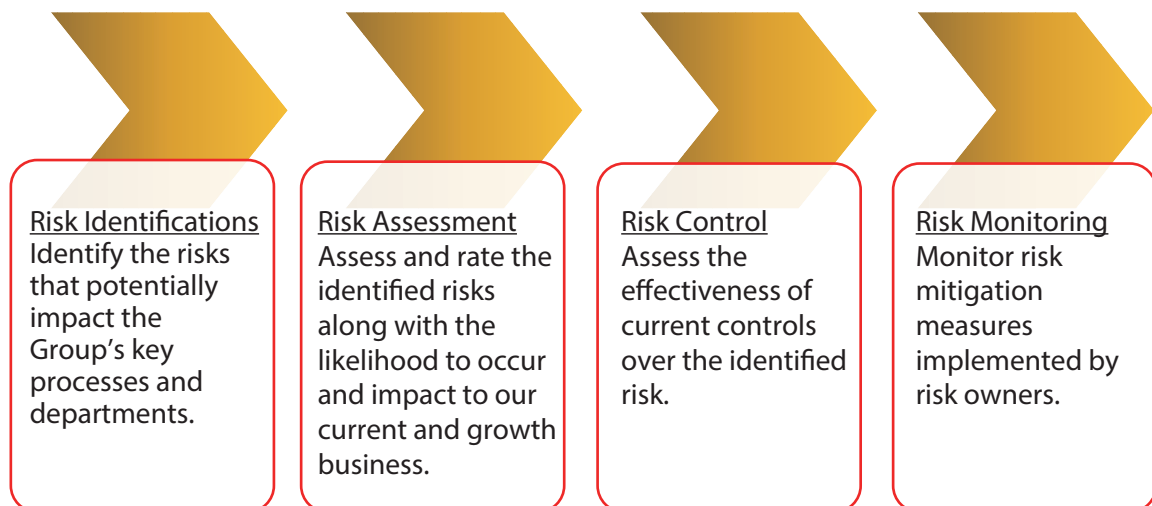 Risk Identifications
Identify the risks
that potentially
impact the
Group’s key
processes and
departments.
Risk Assessment
Assess and rate the
identified risks
along with the
likelihood to occur
and impact to our
current and growth
business.
Risk Control
Assess the
effectiveness of
current controls
over the identified
risk.
Risk Monitoring
Monitor risk
mitigation
measures
implemented by
risk owners.